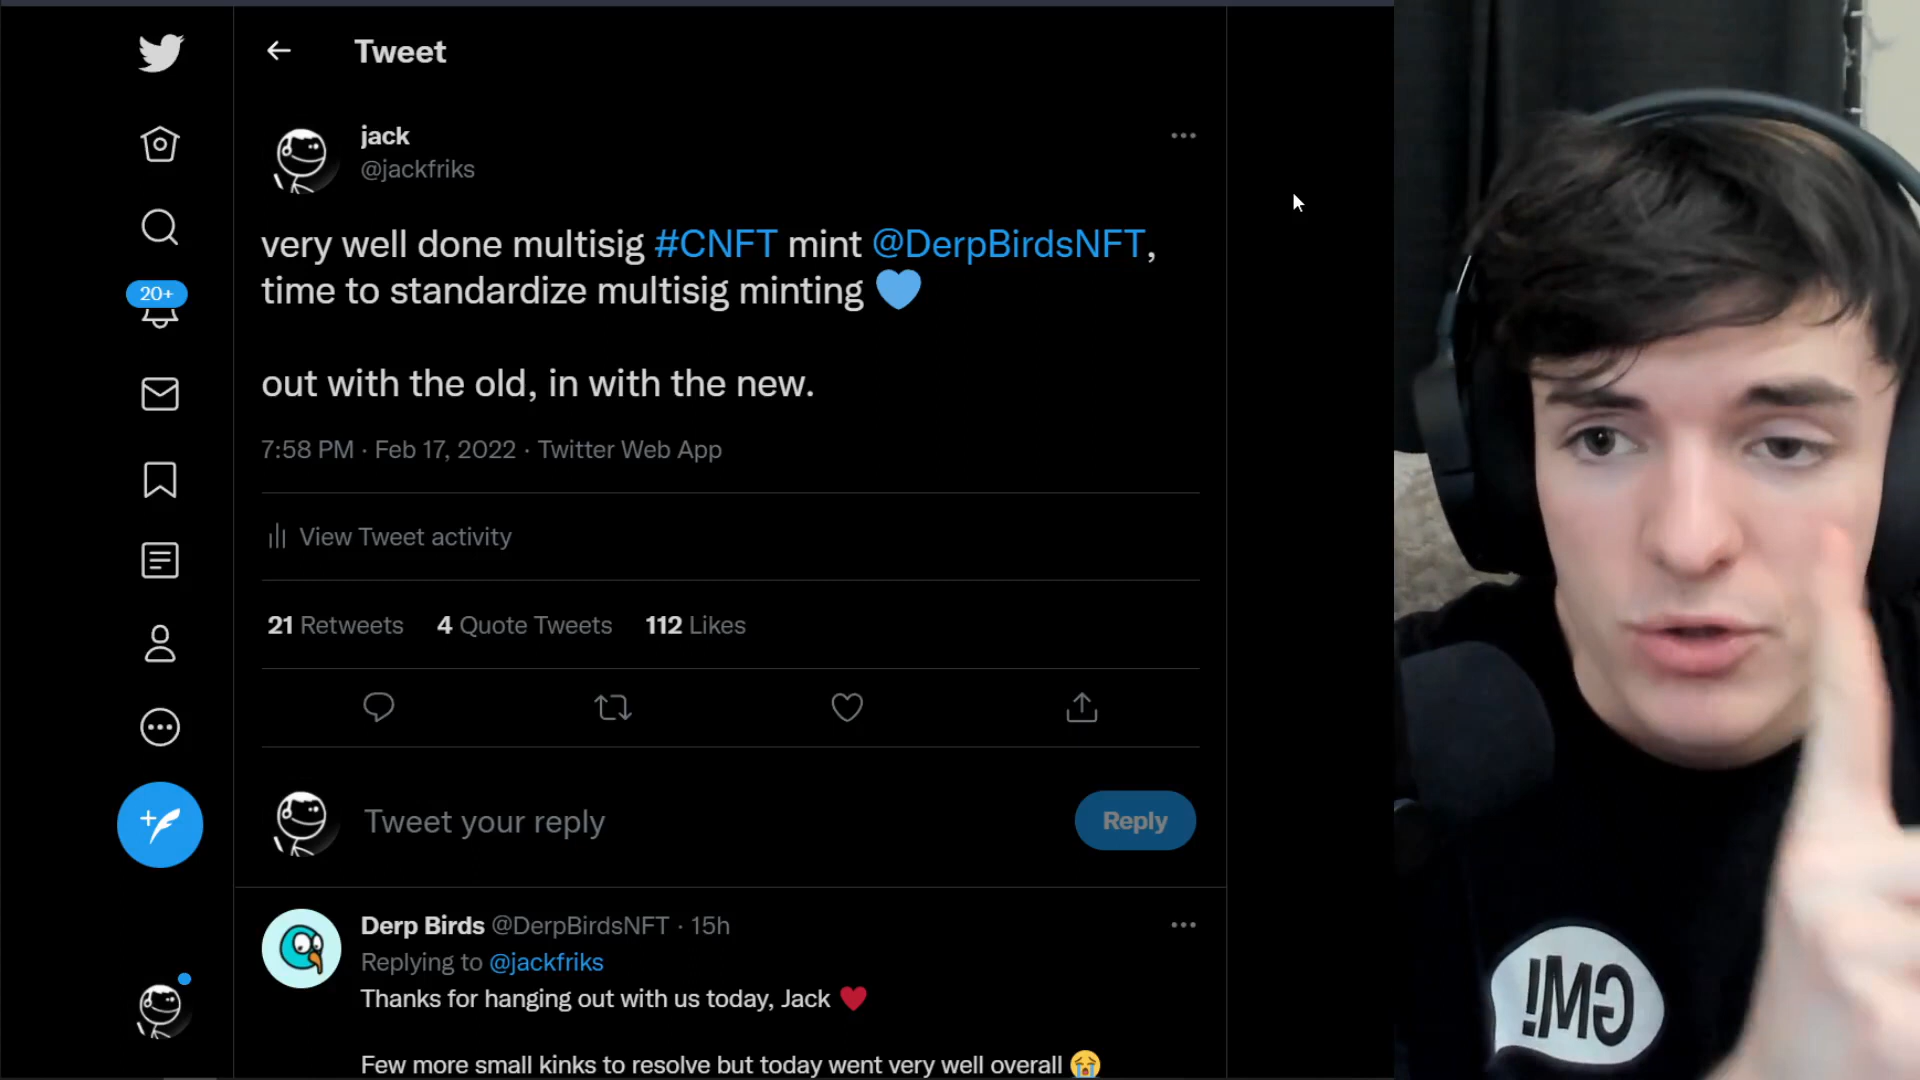 Tweet
jack
@jackfriks
very well done multisig #CNFT mint @DerpBirdsNFT,
time to standardize multisig minting 💙
out with the old, in with the new.
7:58 PM · Feb 17, 2022 · Twitter Web App
View Tweet activity
21 Retweets 4 Quote Tweets 112 Likes
Tweet your reply
Reply
Derp Birds @DerpBirdsNFT · 15h
Replying to @jackfriks
Thanks for hanging out with us today, Jack ♥
Few more small kinks to resolve but today went very well overall 😭
20+
GM!